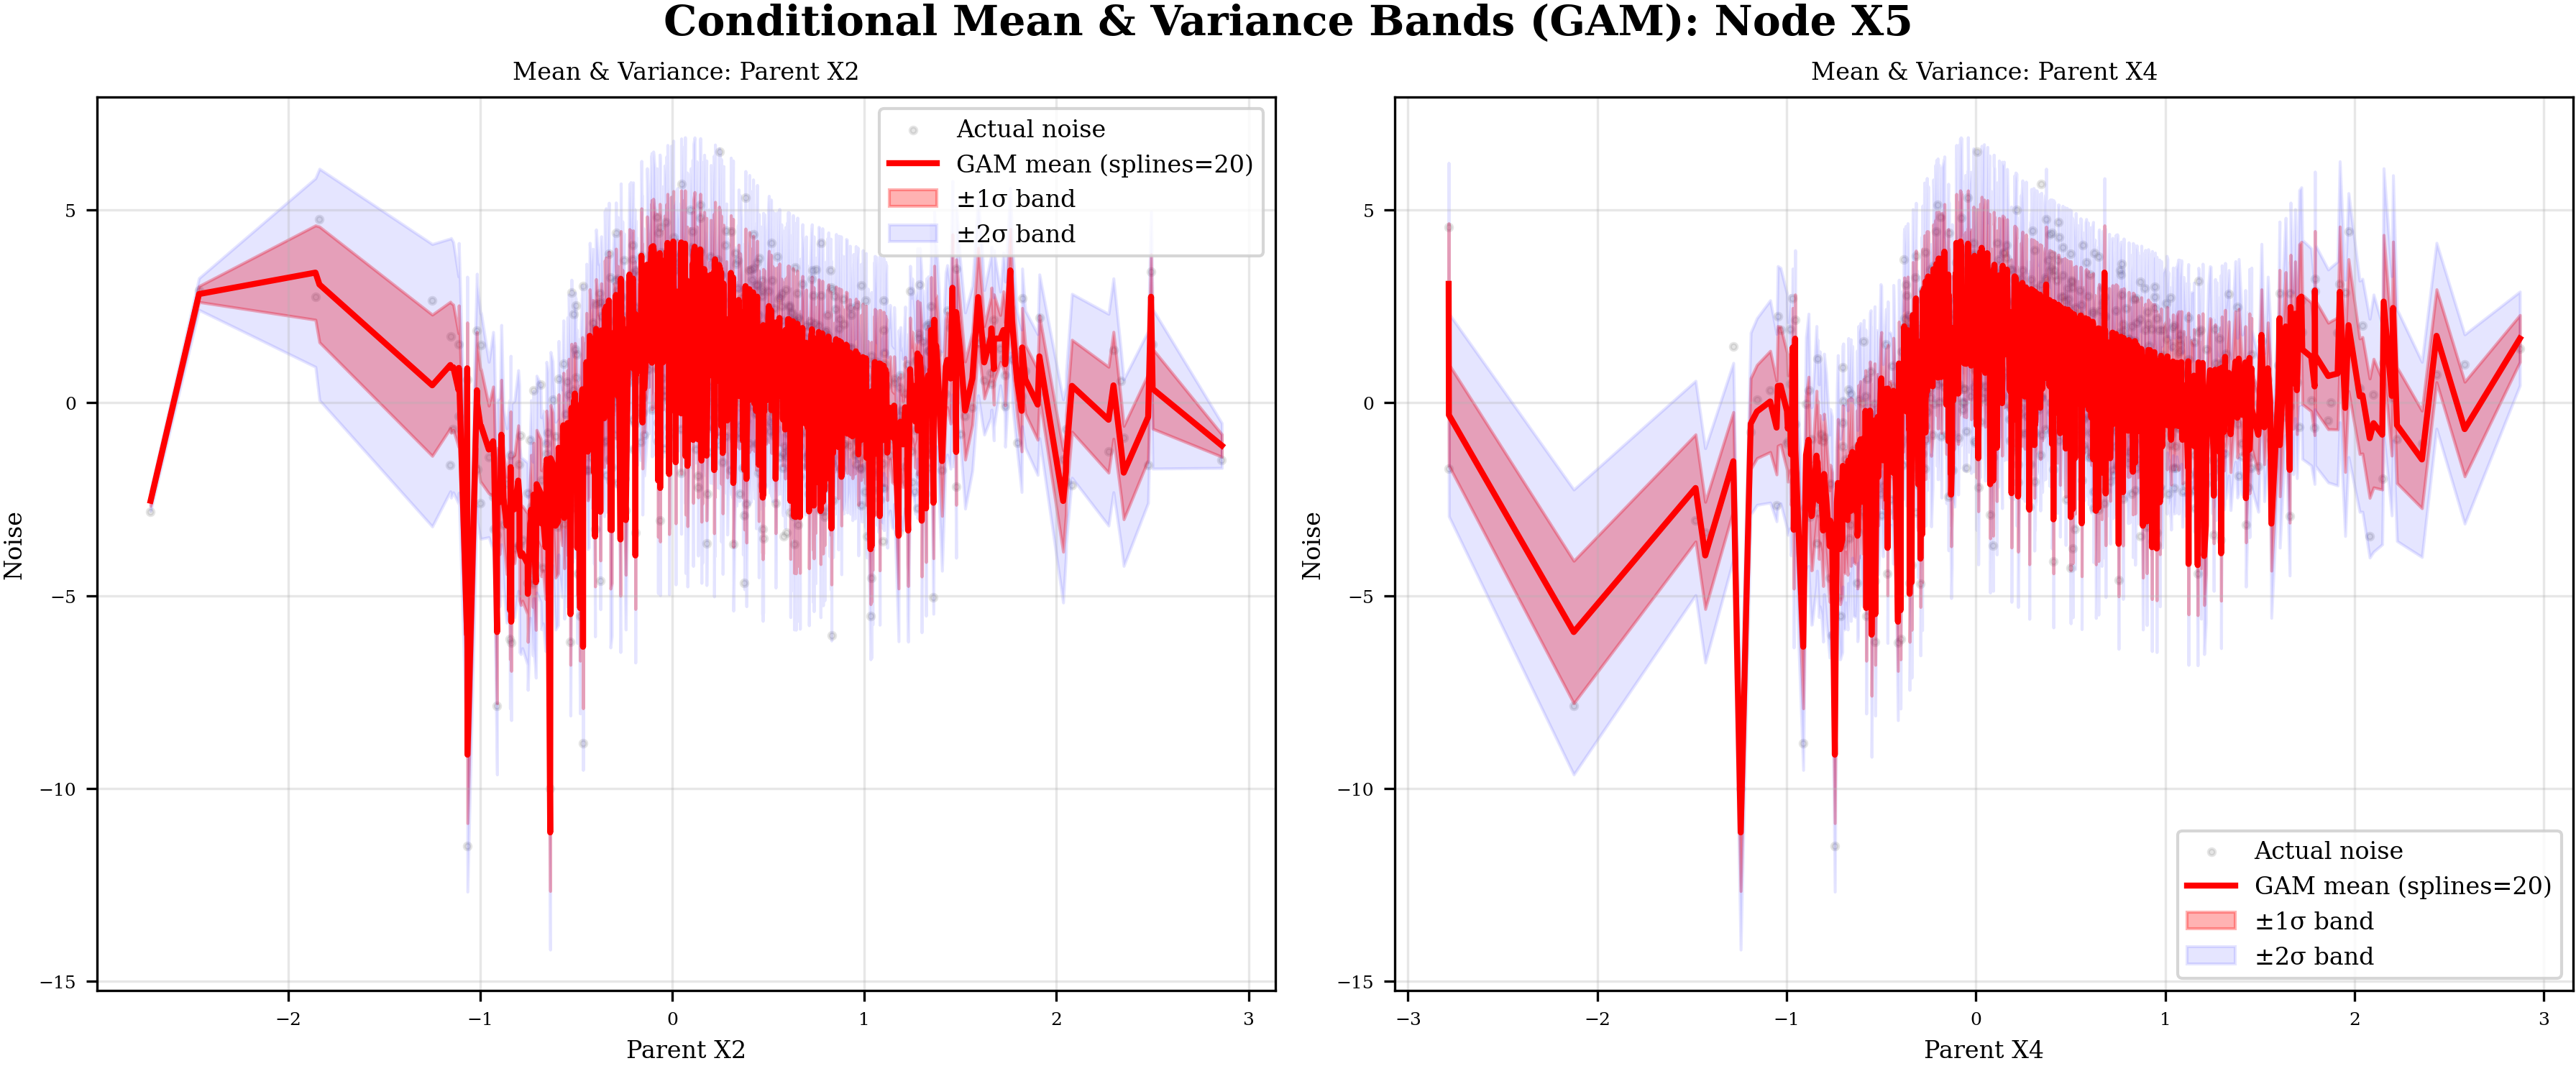 Conditional Mean & Variance Bands (GAM): Node X5
Mean & Variance: Parent X2
Actual noise
GAM mean (splines=20)
±1σ band
±2σ band
5
0
−5
−10
−15
Noise
−2
−1
0
1
2
3
Parent X2
Mean & Variance: Parent X4
5
0
−5
−10
−15
Noise
Actual noise
GAM mean (splines=20)
±1σ band
±2σ band
−3
−2
−1
0
1
2
3
Parent X4